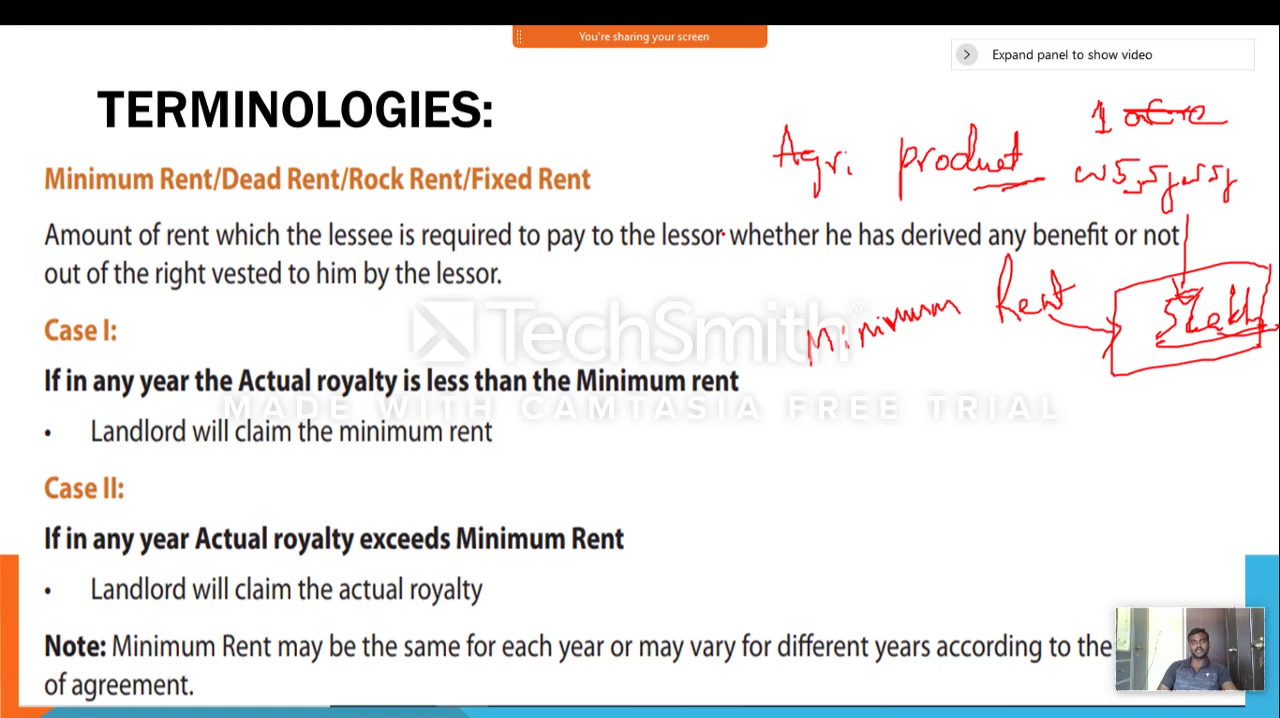 You're sharing your screen
Expand panel to show video
TERMINOLOGIES:
1 acre
Agri product
Minimum Rent/Dead Rent/Rock Rent/Fixed Rent
Amount of rent which the lessee is required to pay to the lessor whether he has derived any benefit or not
out of the right vested to him by the lessor.
Minimum Rent
TechSmith®
MADE WITH CAMTASIA FREE TRIAL
Case I:
If in any year the Actual royalty is less than the Minimum rent
• Landlord will claim the minimum rent
Case II:
If in any year Actual royalty exceeds Minimum Rent
• Landlord will claim the actual royalty
Note: Minimum Rent may be the same for each year or may vary for different years according to the
of agreement.